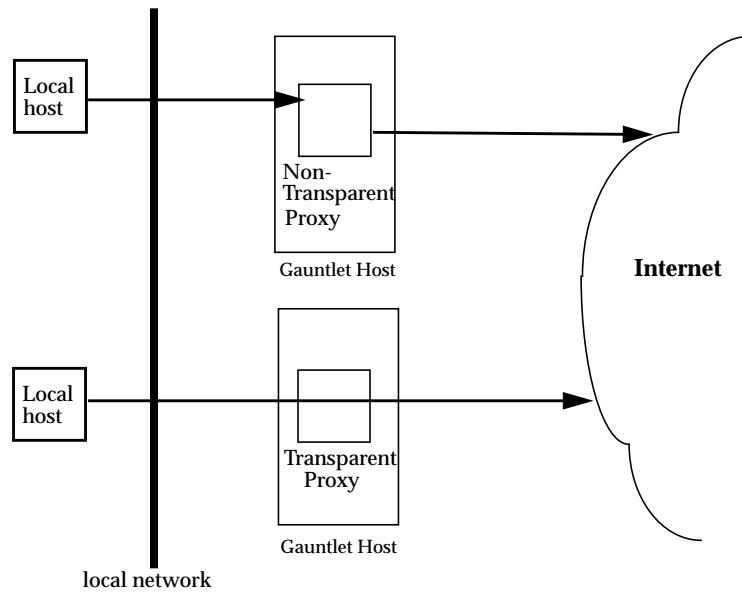 Local
host
Non-
Transparent
Proxy
Gauntlet Host
Internet
Local
host
Transparent
Proxy
Gauntlet Host
local network